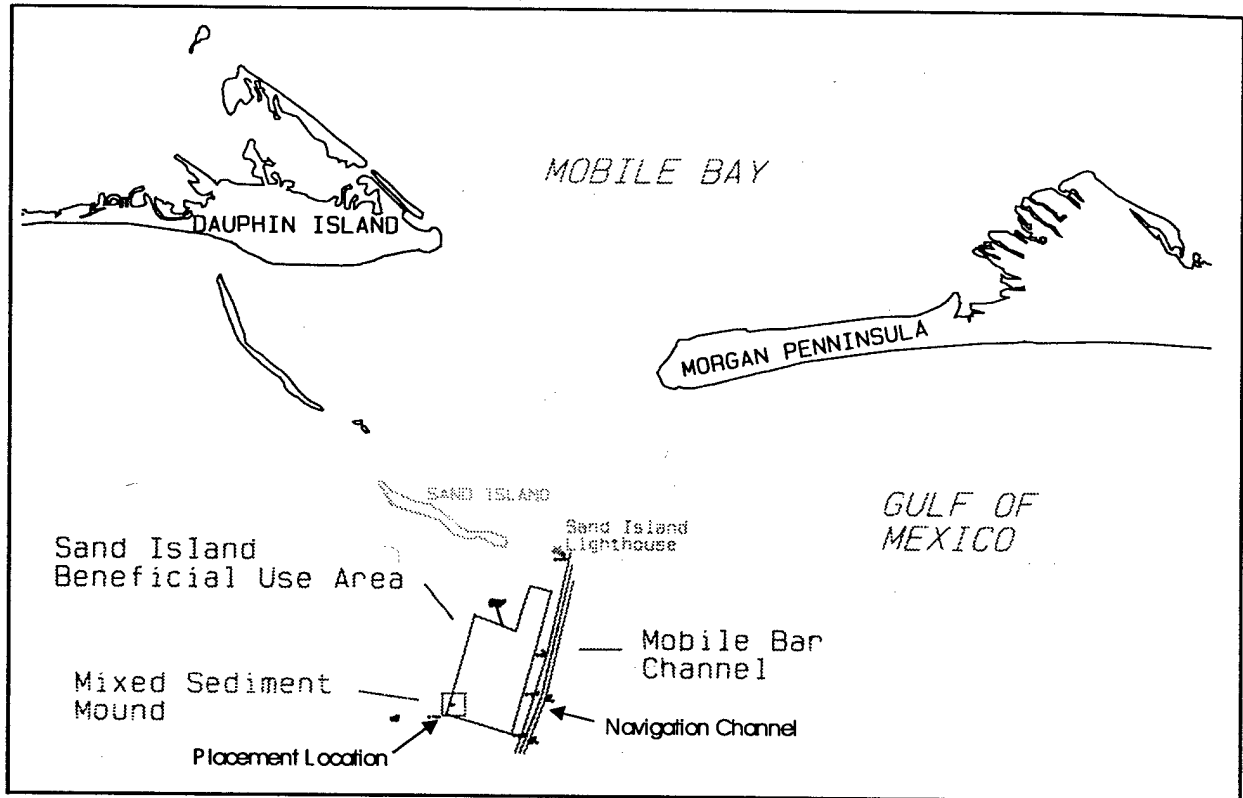 MOBILE BAY
DAUPHIN ISLAND
MORGAN PENNINSULA
SAND ISLAND
GULF OF
MEXICO
Sand Island
Lighthouse
Sand Island
Beneficial Use Area
Mobile Bar
Channel
Mixed Sediment
Mound
Navigation Channel
Placement Location